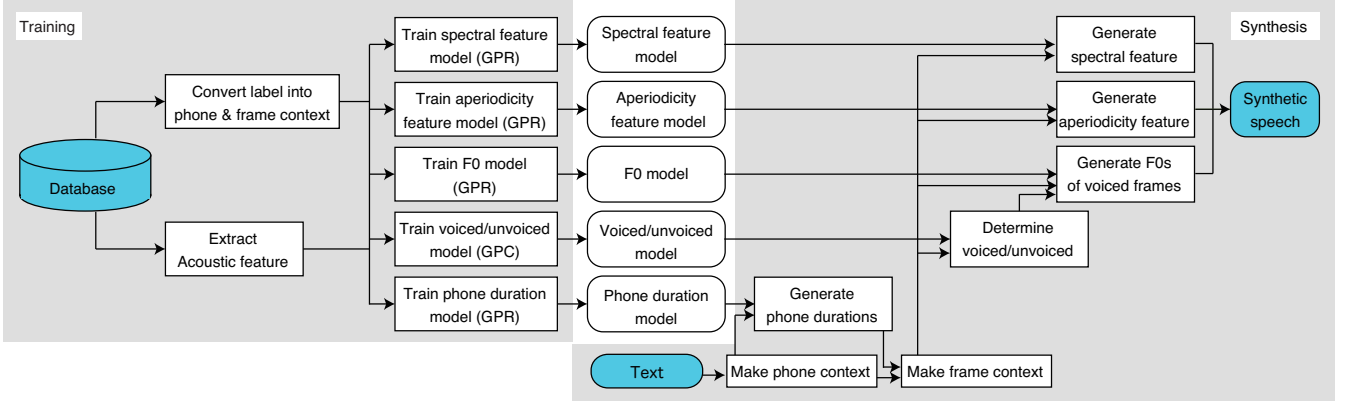 Training
Synthesis
Database
Convert label into
phone & frame context
Extract
Acoustic feature
Train spectral feature
model (GPR)
Train aperiodicity
feature model (GPR)
Train F0 model
(GPR)
Train voiced/unvoiced
model (GPC)
Train phone duration
model (GPR)
Spectral feature
model
Aperiodicity
feature model
F0 model
Voiced/unvoiced
model
Phone duration
model
Generate
phone durations
Text
Make phone context
Make frame context
Determine
voiced/unvoiced
Generate
spectral feature
Generate
aperiodicity feature
Generate F0s
of voiced frames
Synthetic
speech